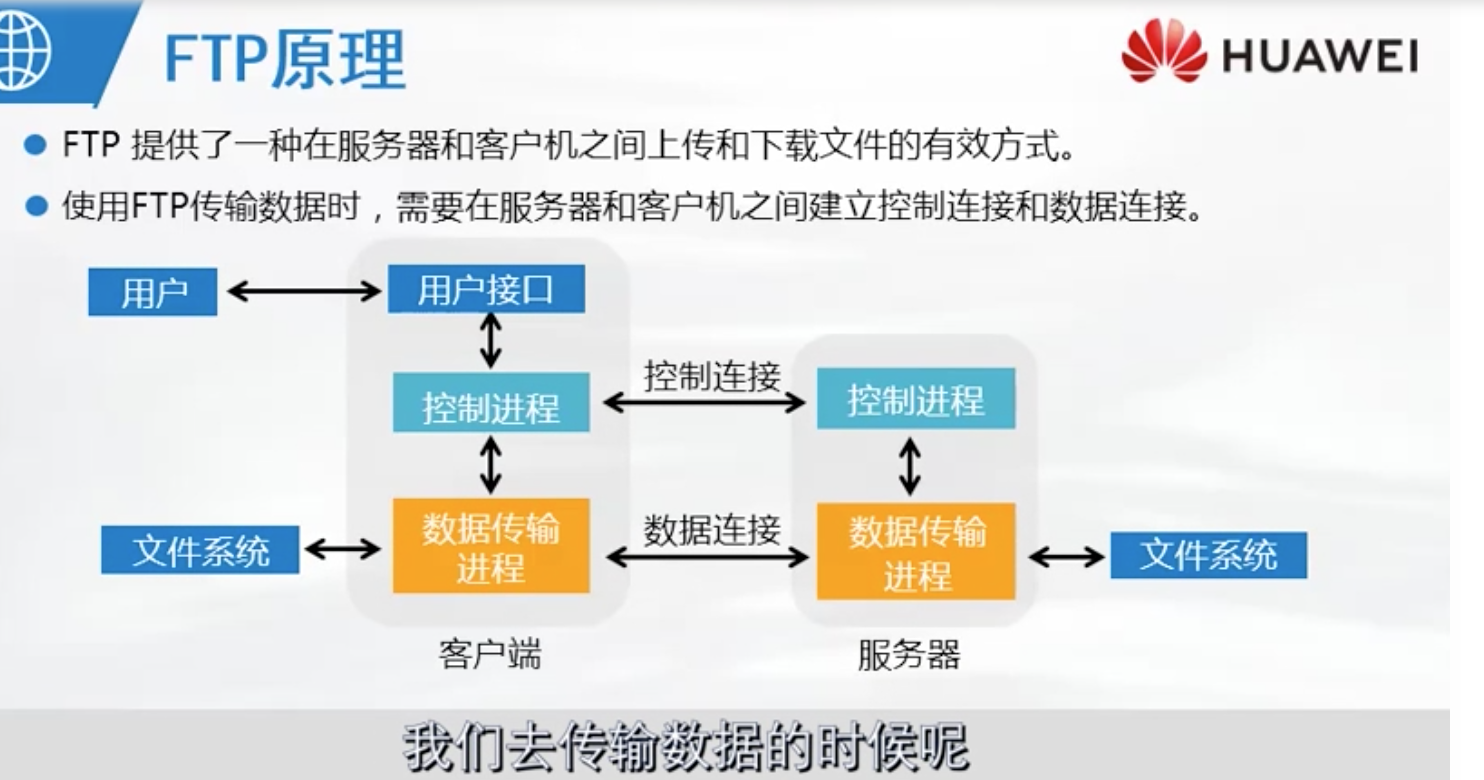 FTP原理
HUAWEI
FTP 提供了一种在服务器和客户机之间上传和下载文件的有效方式。
使用FTP传输数据时，需要在服务器和客户机之间建立控制连接和数据连接。
用户
用户接口
控制连接
控制进程
控制进程
数据连接
数据传输
进程
数据传输
进程
文件系统
文件系统
客户端
服务器
我们去传输数据的时候呢